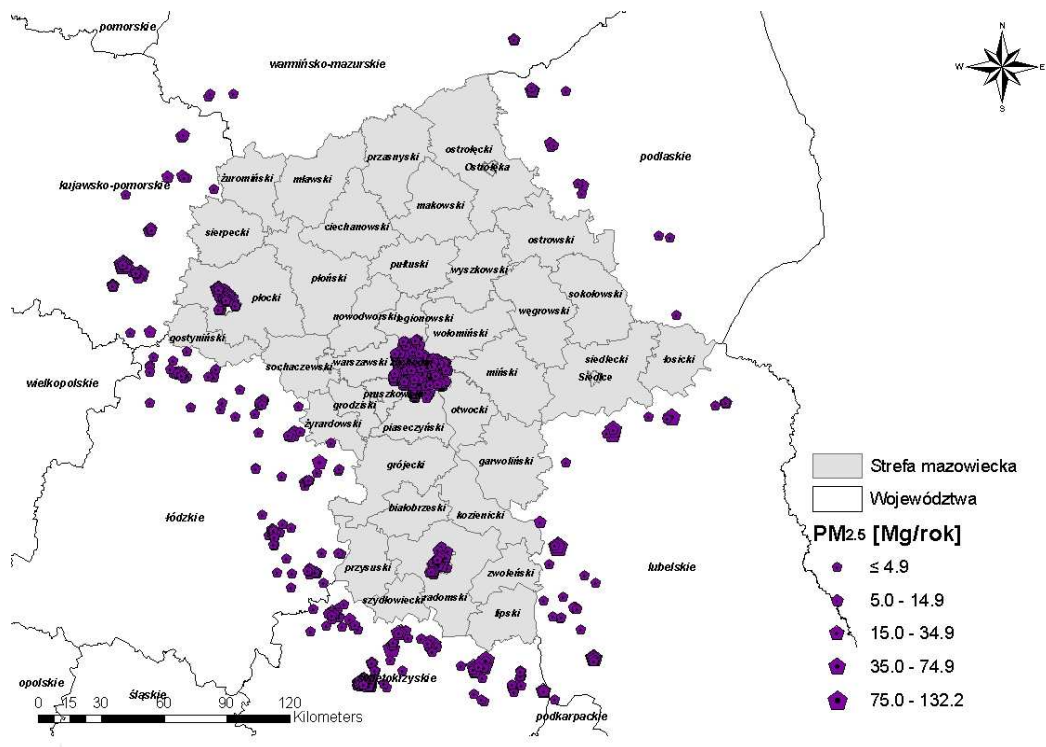 pomorskie
N
warmińsko-mazurskie
W
E
S
ostrołęcki
przasnyski
podlaskie
Ostrołęka
kujawsko-pomorskie
żuromiński
mławski
makowski
sierpecki
ciechanowski
ostrowski
pułtuski
wyszkowski
płoński
sokołowski
płocki
węgrowski
nowodworski
legionowski
wołomiński
gostyniński
sochaczewski
warszawski
siedlecki
łosicki
miński
Siedlce
wielkopolskie
pruszkowski
grodziski
otwocki
żyrardowski
piaseczyński
grójecki
garwoliński
Strefa mazowiecka
Województwa
białobrzeski
kozienicki
łódzkie
PM2.5 [Mg/rok]
≤ 4.9
przysuski
zwoleński
lubelskie
5.0 - 14.9
szydłowiecki
radomski
lipski
15.0 - 34.9
35.0 - 74.9
75.0 - 132.2
opolskie
śląskie
świętokrzyskie
podkarpackie
0 15 30 60 90 120
Kilometers